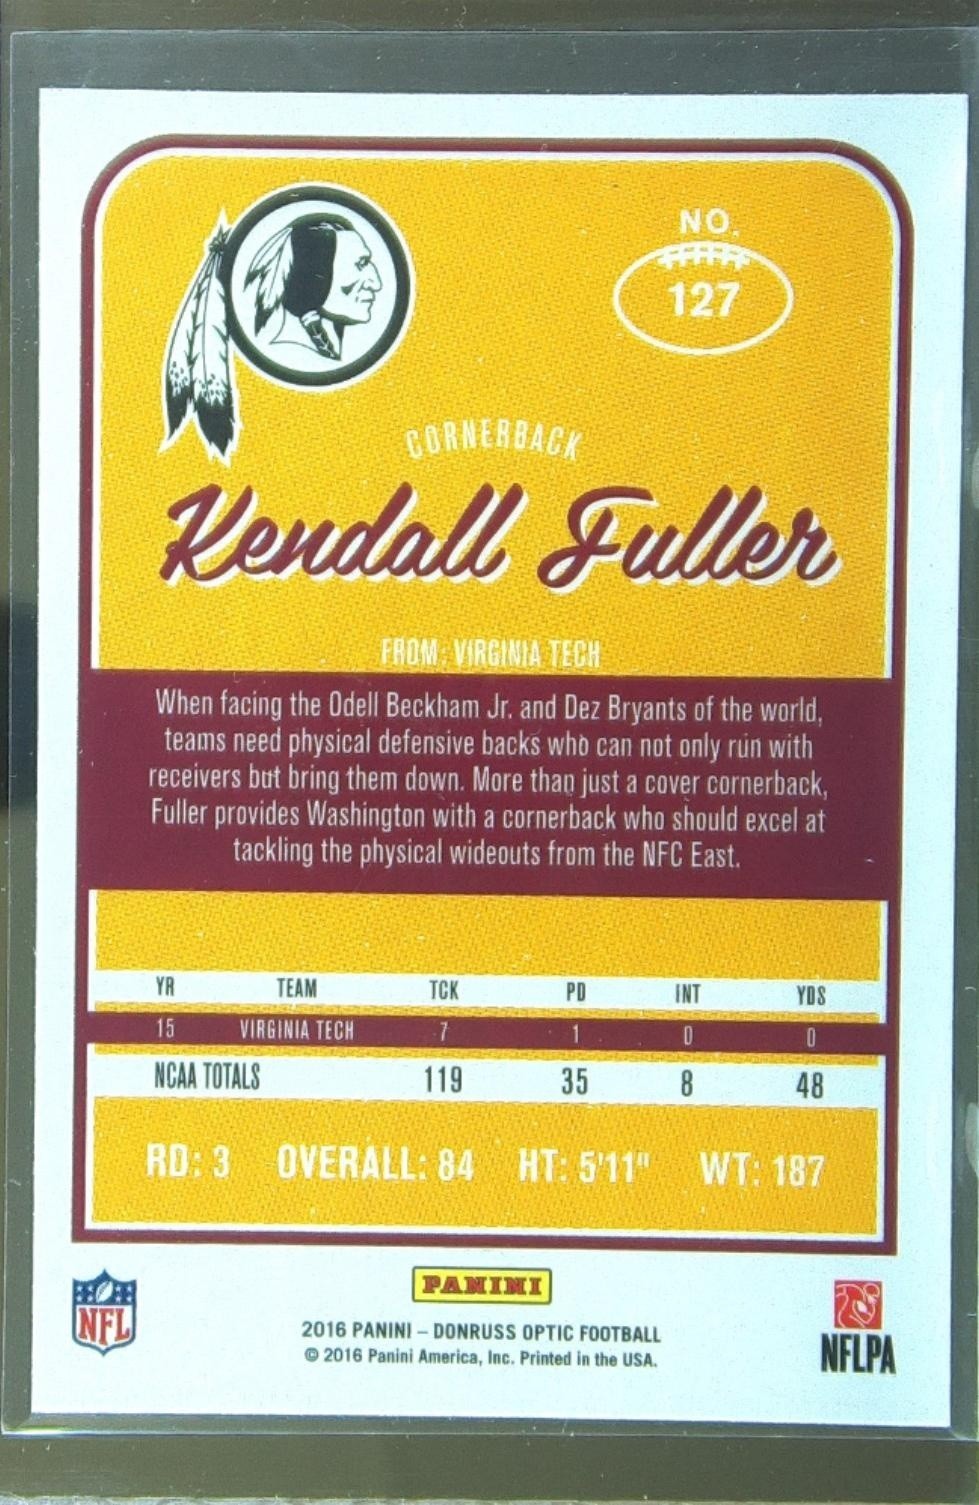 NO.
127
CORNERBACK
Kendall Fuller
FROM: VIRGINIA TECH
When facing the Odell Beckham Jr. and Dez Bryants of the world,
teams need physical defensive backs who can not only run with
receivers but bring them down. More than just a cover cornerback,
Fuller provides Washington with a cornerback who should excel at
tackling the physical wideouts from the NFC East.
YR TEAM TCK PD INT YDS
15 VIRGINIA TECH 7 1 0 0
NCAA TOTALS 119 35 8 48
RD: 3 OVERALL: 84 HT: 5'11" WT: 187
PANINI
NFL
2016 PANINI – DONRUSS OPTIC FOOTBALL
© 2016 Panini America, Inc. Printed in the USA.
NFLPA